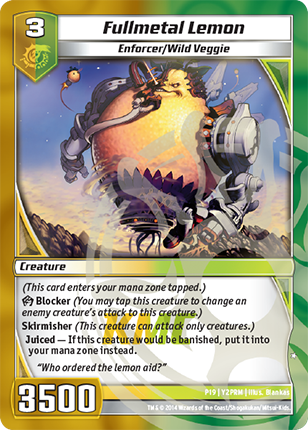 3
Fullmetal Lemon
Enforcer/Wild Veggie
Creature
(This card enters your mana zone tapped.)
Blocker (You may tap this creature to change an
enemy creature's attack to this creature.)
Skirmisher (This creature can attack only creatures.)
Juiced — If this creature would be banished, put it into
your mana zone instead.
"Who ordered the lemon aid?"
3500
P19 | Y2PRM | Illus. Nankas
TM & © 2014 Wizards of the Coast/Shogakukan/Mitsui-Kids.